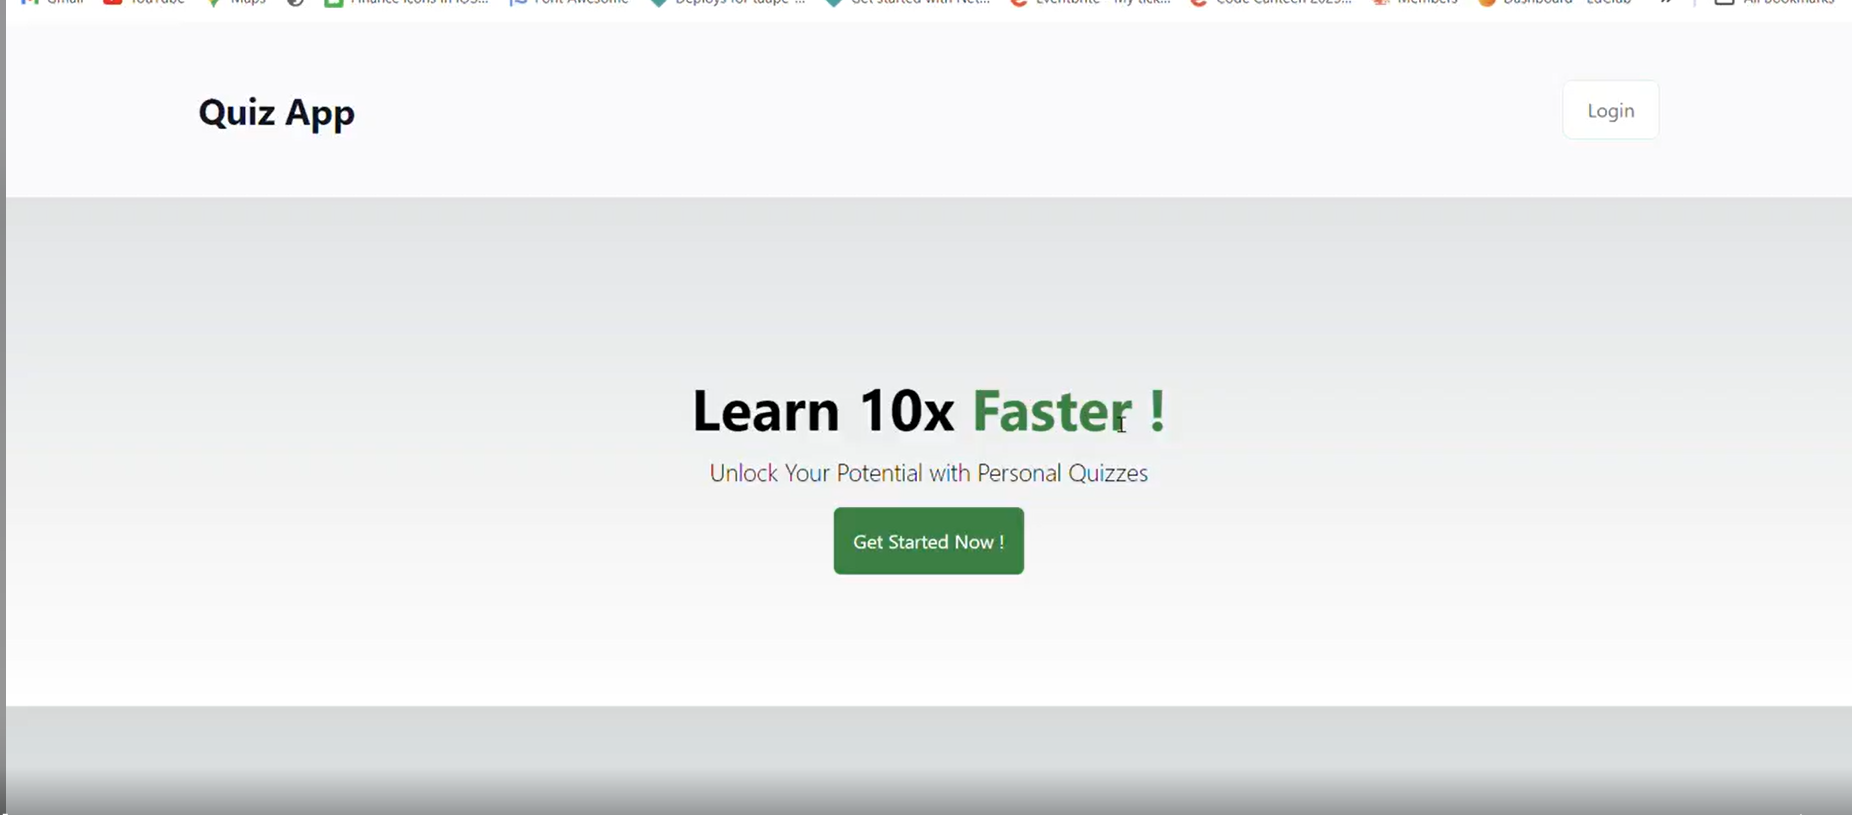 Gmail YouTube Maps Finance icons in iOS... Font Awesome Deploys for Get started with Net... Eventbrite - My tick... Code Canteen 2023... Members Dashboard - EdClub » All Bookmarks
Quiz App
Login
Learn 10x Faster !
Unlock Your Potential with Personal Quizzes
Get Started Now !